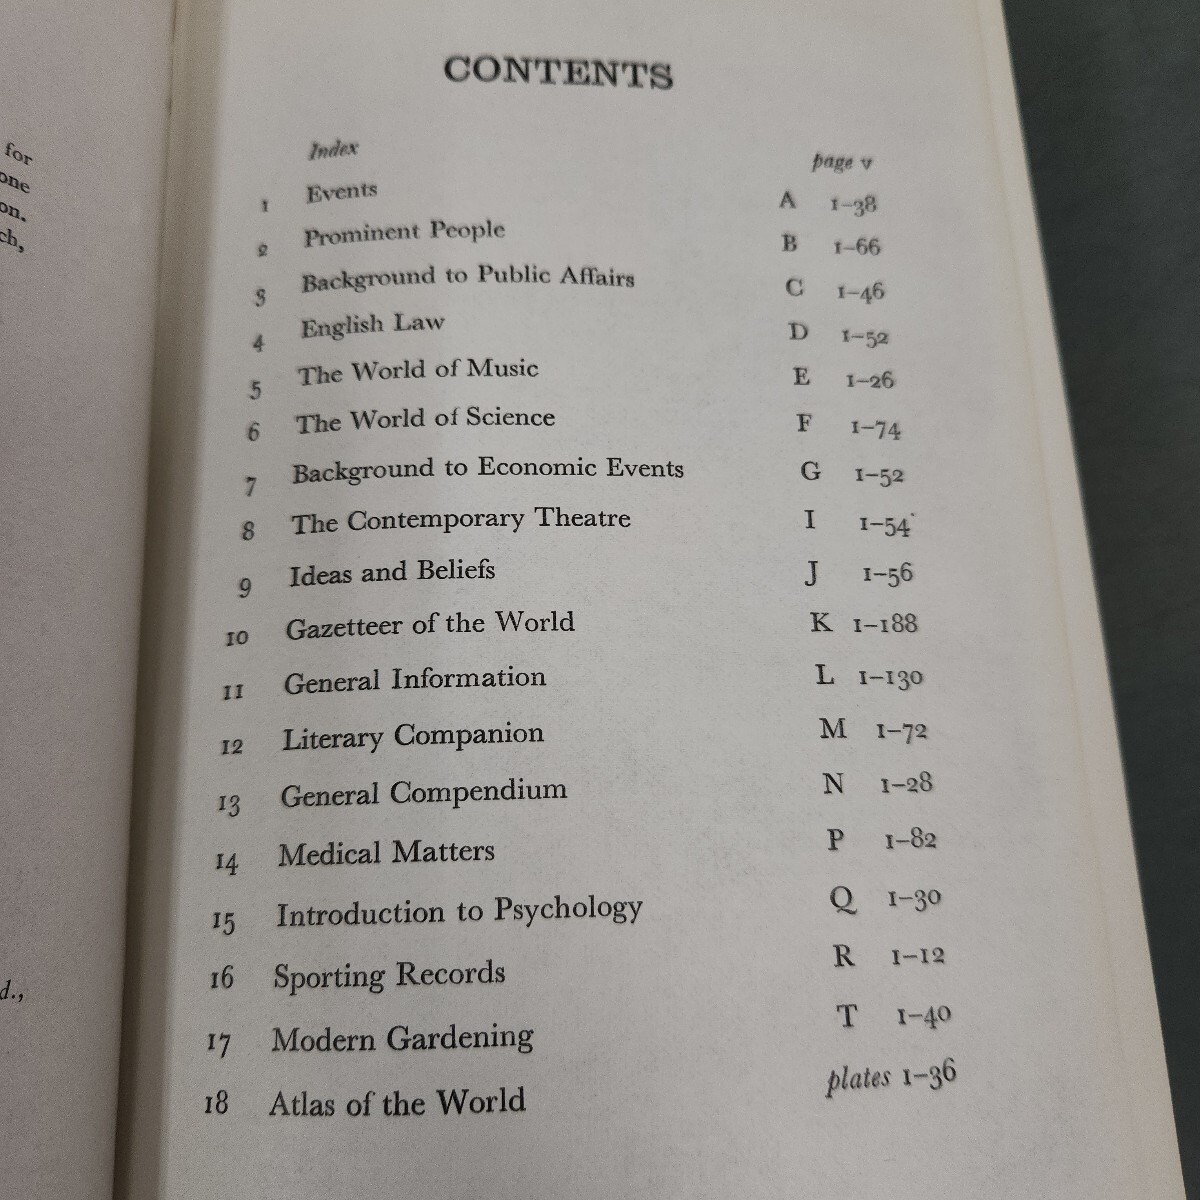 for
one
on.
ch,
d.,
CONTENTS
Index page v
1 Events A 1–38
2 Prominent People B 1–66
3 Background to Public Affairs C 1–46
4 English Law D 1–52
5 The World of Music E 1–26
6 The World of Science F 1–74
7 Background to Economic Events G 1–52
8 The Contemporary Theatre I 1–54
9 Ideas and Beliefs J 1–56
10 Gazetteer of the World K 1–188
11 General Information L 1–130
12 Literary Companion M 1–72
13 General Compendium N 1–28
14 Medical Matters P 1–82
15 Introduction to Psychology Q 1–30
16 Sporting Records R 1–12
17 Modern Gardening T 1–40
18 Atlas of the World plates 1–36